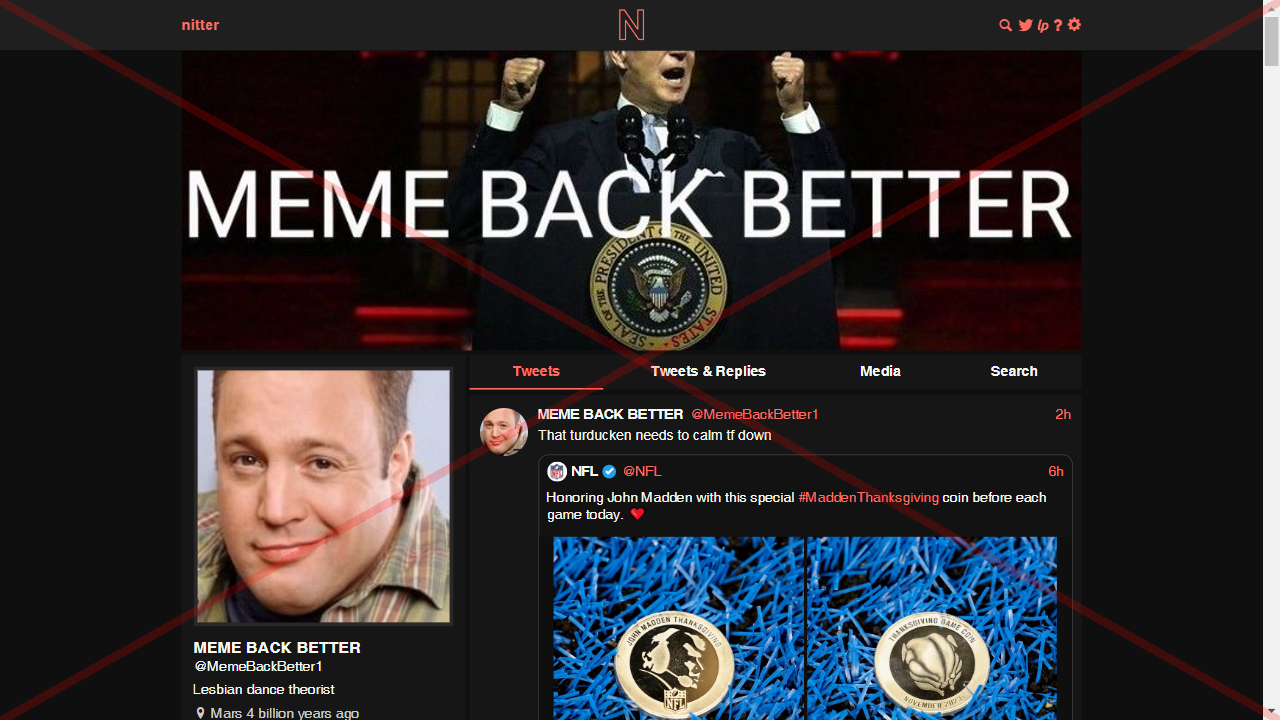 nitter
N
lp ?
MEME BACK BETTER
SEAL OF THE PRESIDENT OF THE UNITED STATES
Tweets Tweets & Replies Media Search
MEME BACK BETTER @MemeBackBetter1 2h
That turducken needs to calm tf down
NFL @NFL 6h
Honoring John Madden with this special #MaddenThanksgiving coin before each
game today.
JOHN MADDEN THANKSGIVING
NFL
THANKSGIVING GAME COIN
MEME BACK BETTER
@MemeBackBetter1
Lesbian dance theorist
Mars 4 billion years ago